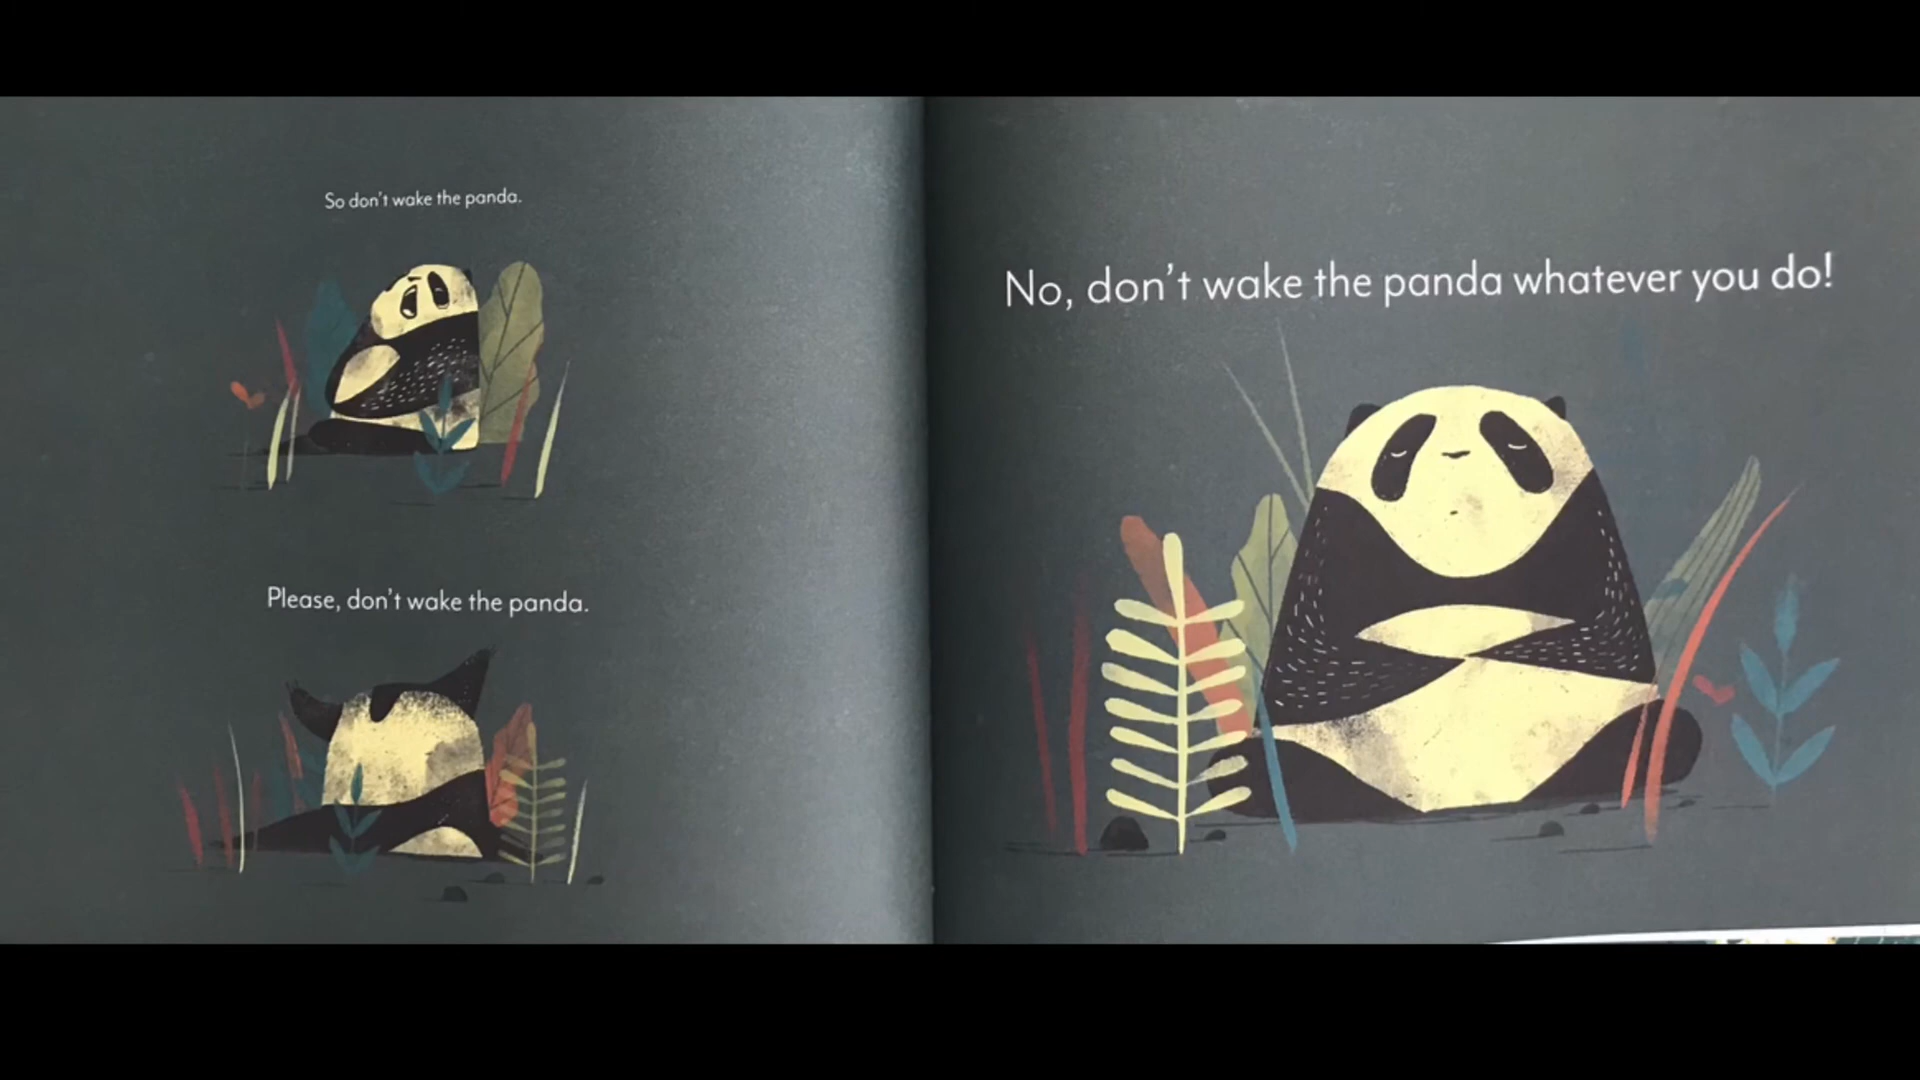 So don't wake the panda.
Please, don't wake the panda.
No, don't wake the panda whatever you do!